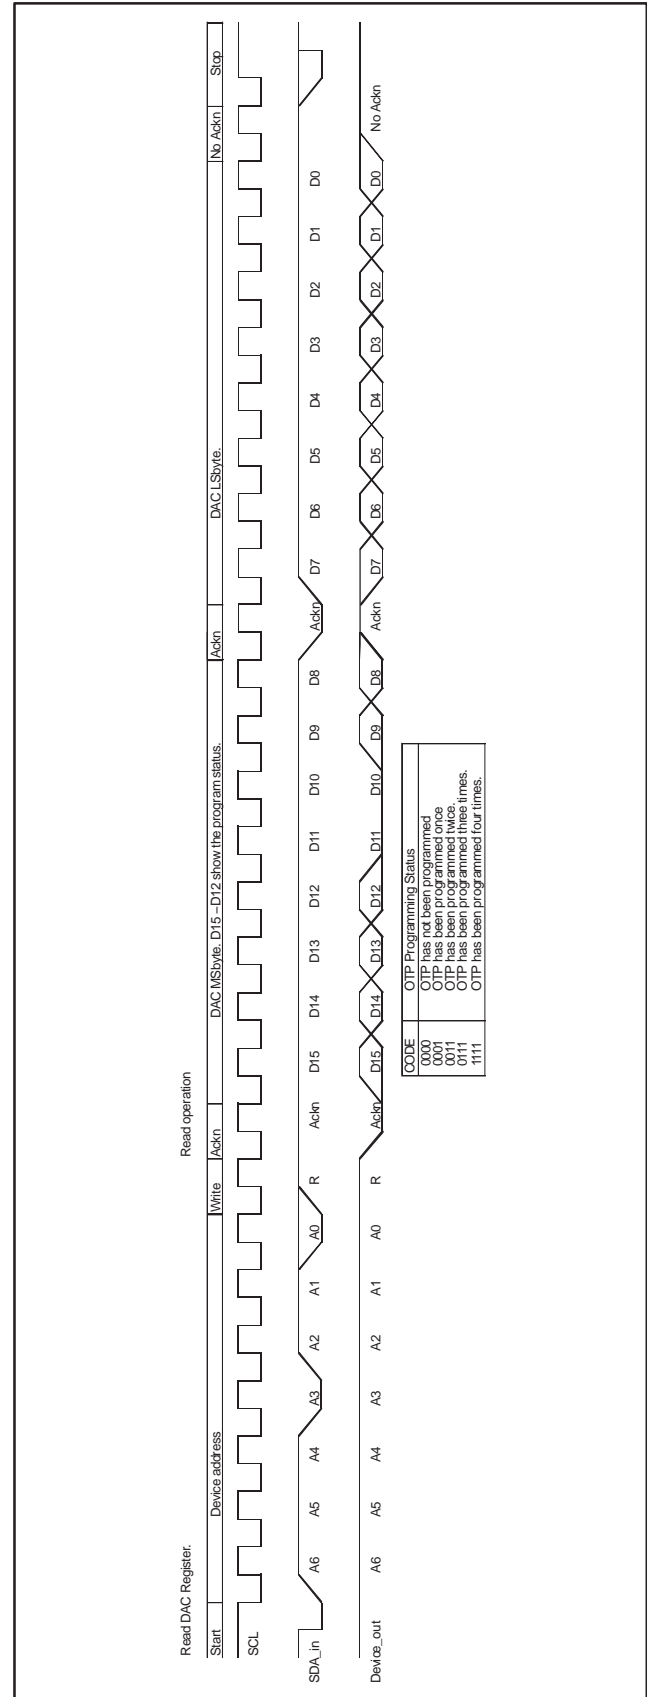 Read DAC Register.
Read operation
Start Device address Write Ackn DAC MSbyte. D15 – D12 show the program status. Ackn DAC LSbyte. No Ackn Stop
SCL
SDA_in A6 A5 A4 A3 A2 A1 A0 R Ackn D15 D14 D13 D12 D11 D10 D9 D8 Ackn D7 D6 D5 D4 D3 D2 D1 D0
Device_out A6 A5 A4 A3 A2 A1 A0 R Ackn D15 D14 D13 D12 D11 D10 D9 D8 Ackn D7 D6 D5 D4 D3 D2 D1 D0 No Ackn
CODE OTP Programming Status
0000 OTP has not been programmed
0001 OTP has been programmed once
0011 OTP has been programmed twice.
0111 OTP has been programmed three times.
1111 OTP has been programmed four times.